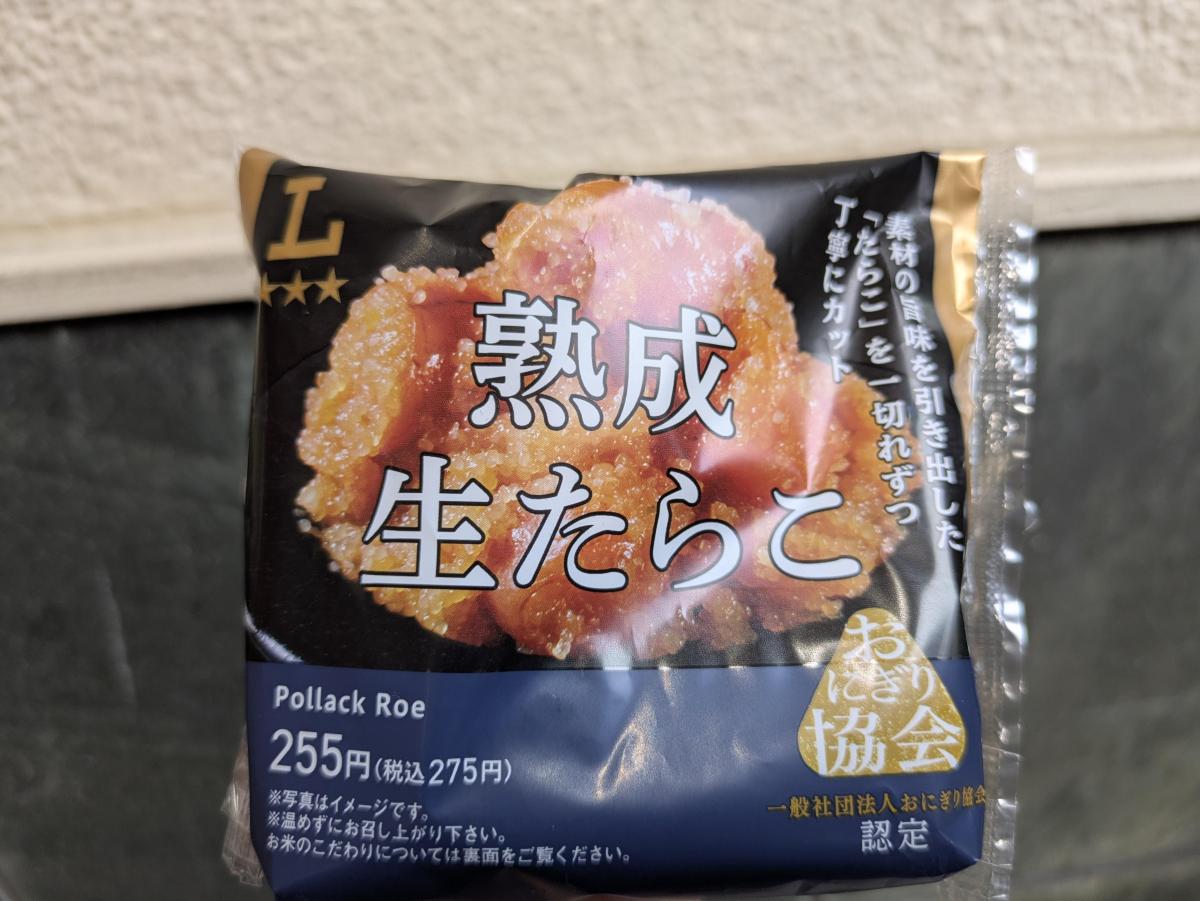 L
★★★
素材の旨味を引き出した
「たらこ」を一切れずつ
丁寧にカット
熟成
生たらこ
おにぎり
協会
Pollack Roe
255円(税込275円)
※写真はイメージです。
※温めずにお召し上がり下さい。
お米のこだわりについては裏面をご覧ください。
一般社団法人おにぎり協会
認定